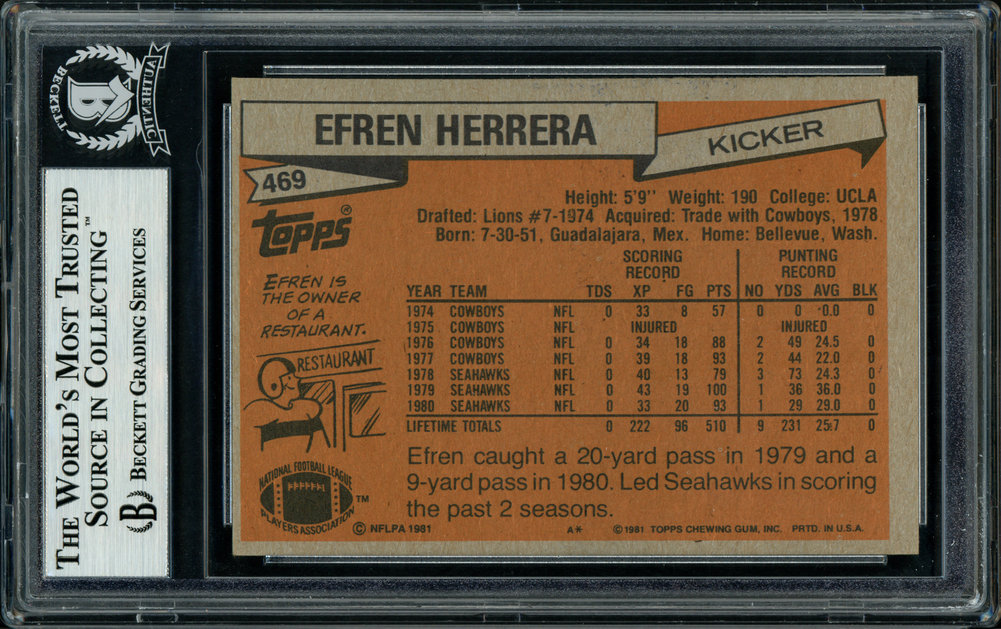 BECKETT
AUTHENTIC
B
THE WORLD'S MOST TRUSTED
SOURCE IN COLLECTING™
BECKETT GRADING SERVICES
EFREN HERRERA
KICKER
469
Topps®
Height: 5'9" Weight: 190 College: UCLA
Drafted: Lions #7-1974 Acquired: Trade with Cowboys, 1978
Born: 7-30-51, Guadalajara, Mex. Home: Bellevue, Wash.
EFREN IS
THE OWNER
OF A
RESTAURANT.
RESTAURANT
SCORING PUNTING
RECORD RECORD
YEAR TEAM TDS XP FG PTS NO YDS AVG BLK
1974 COWBOYS NFL 0 33 8 57 0 0 0.0 0
1975 COWBOYS NFL INJURED INJURED
1976 COWBOYS NFL 0 34 18 88 2 49 24.5 0
1977 COWBOYS NFL 0 39 18 93 2 44 22.0 0
1978 SEAHAWKS NFL 0 40 13 79 3 73 24.3 0
1979 SEAHAWKS NFL 0 43 19 100 1 36 36.0 0
1980 SEAHAWKS NFL 0 33 20 93 1 29 29.0 0
LIFETIME TOTALS 0 222 96 510 9 231 25.7 0
Efren caught a 20-yard pass in 1979 and a
9-yard pass in 1980. Led Seahawks in scoring
the past 2 seasons.
NATIONAL FOOTBALL LEAGUE
PLAYERS ASSOCIATION
TM
© NFLPA 1981 A* © 1981 TOPPS CHEWING GUM, INC. PRTD. IN U.S.A.